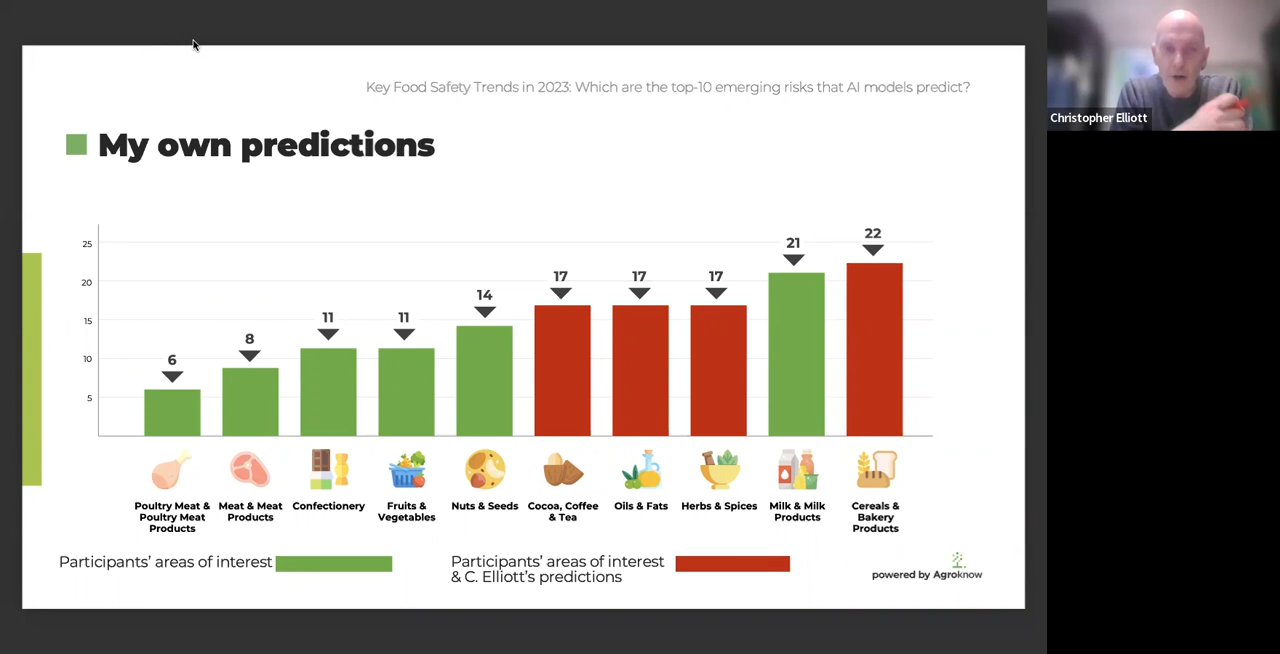 Key Food Safety Trends in 2023: Which are the top-10 emerging risks that AI models predict?
Christopher Elliott
My own predictions
25
20
15
10
5
6
8
11
11
14
17
17
17
21
22
Poultry Meat &
Poultry Meat
Products
Meat & Meat
Products
Confectionery
Fruits &
Vegetables
Nuts & Seeds
Cocoa, Coffee
& Tea
Oils & Fats
Herbs & Spices
Milk & Milk
Products
Cereals &
Bakery
Products
Participants' areas of interest
Participants' areas of interest
& C. Elliott's predictions
powered by Agroknow